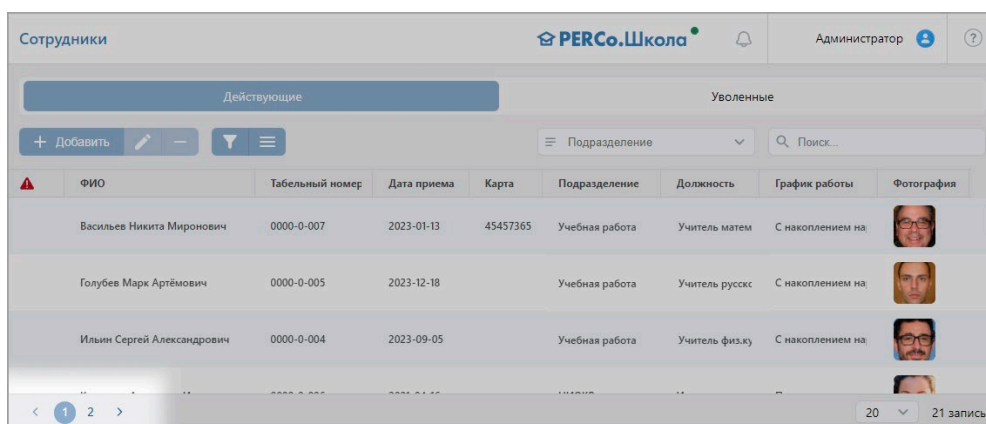 Сотрудники PERCo.Школа Администратор ?
Действующие Уволенные
+ Добавить Подразделение Поиск...
ФИО Табельный номер Дата приема Карта Подразделение Должность График работы Фотография
Васильев Никита Миронович 0000-0-007 2023-01-13 45457365 Учебная работа Учитель матем С накоплением на
Голубев Марк Артёмович 0000-0-005 2023-12-18 Учебная работа Учитель русско С накоплением на
Ильин Сергей Александрович 0000-0-004 2023-09-05 Учебная работа Учитель физ.ку С накоплением на
< 1 2 > 20 21 запись